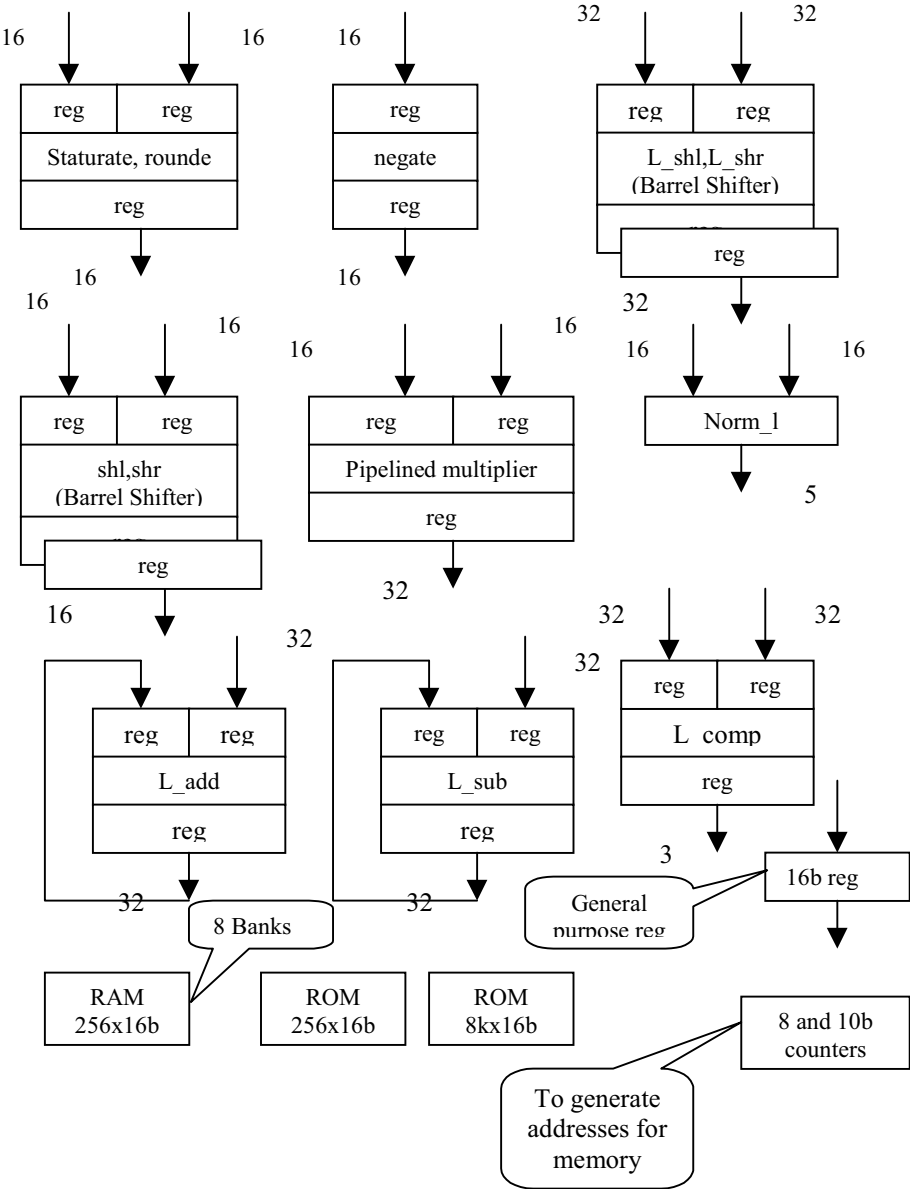 32 32
16 16 16
reg reg reg reg reg
Staturate, rounde negate L_shl,L_shr
(Barrel Shifter)
reg reg
reg
16 16
16 32
16 16
16 16 16 16
reg reg reg reg Norm_l
shl,shr
(Barrel Shifter)
Pipelined multiplier
reg 5
reg
32
16 32 32
32 32
reg reg
reg reg reg reg L_comp
L_add L_sub reg
reg reg
3
16b reg
32 32 General
purpose reg
8 Banks
RAM
256x16b
ROM
256x16b
ROM
8kx16b
8 and 10b
counters
To generate
addresses for
memory